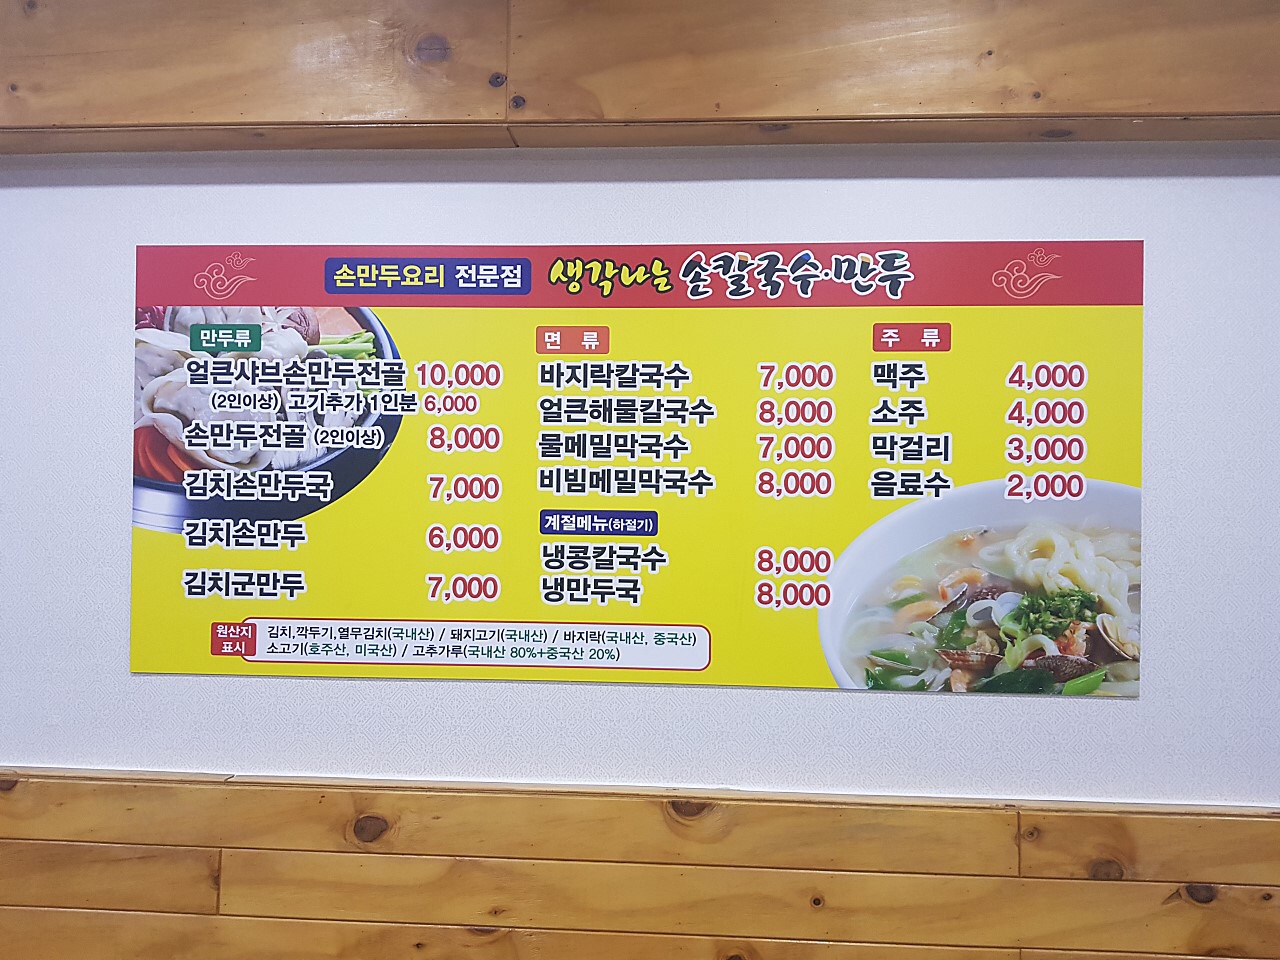 손만두요리 전문점 생각나는 손칼국수·만두
만두류
얼큰샤브손만두전골 10,000
(2인이상) 고기추가 1인분 6,000
손만두전골 (2인이상) 8,000
김치손만두국 7,000
김치손만두 6,000
김치군만두 7,000
면 류
바지락칼국수 7,000
얼큰해물칼국수 8,000
물메밀막국수 7,000
비빔메밀막국수 8,000
계절메뉴(하절기)
냉콩칼국수 8,000
냉만두국 8,000
주 류
맥주 4,000
소주 4,000
막걸리 3,000
음료수 2,000
원산지
표시
김치,깍두기,열무김치(국내산) / 돼지고기(국내산) / 바지락(국내산, 중국산)
소고기(호주산, 미국산) / 고추가루(국내산 80%+중국산 20%)